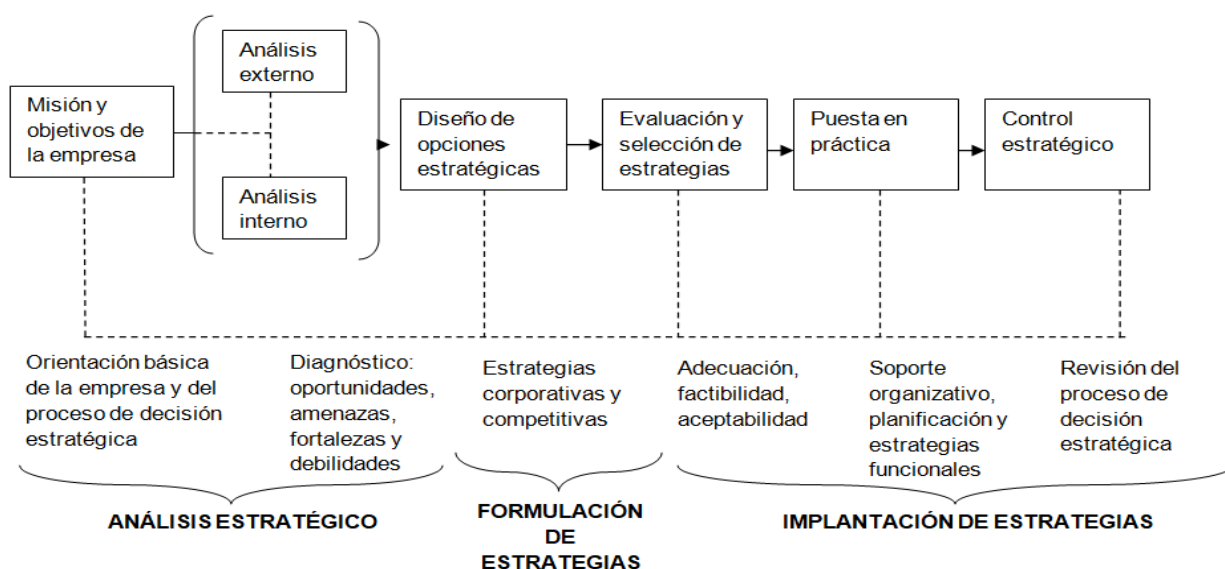 Misión y
objetivos de
la empresa
Análisis
externo
Análisis
interno
Diseño de
opciones
estratégicas
Evaluación y
selección de
estrategias
Puesta en
práctica
Control
estratégico
Orientación básica
de la empresa y del
proceso de decisión
estratégica
Diagnóstico:
oportunidades,
amenazas,
fortalezas y
debilidades
Estrategias
corporativas y
competitivas
Adecuación,
factibilidad,
aceptabilidad
Soporte
organizativo,
planificación y
estrategias
funcionales
Revisión del
proceso de
decisión
estratégica
ANÁLISIS ESTRATÉGICO
FORMULACIÓN
DE
ESTRATEGIAS
IMPLANTACIÓN DE ESTRATEGIAS